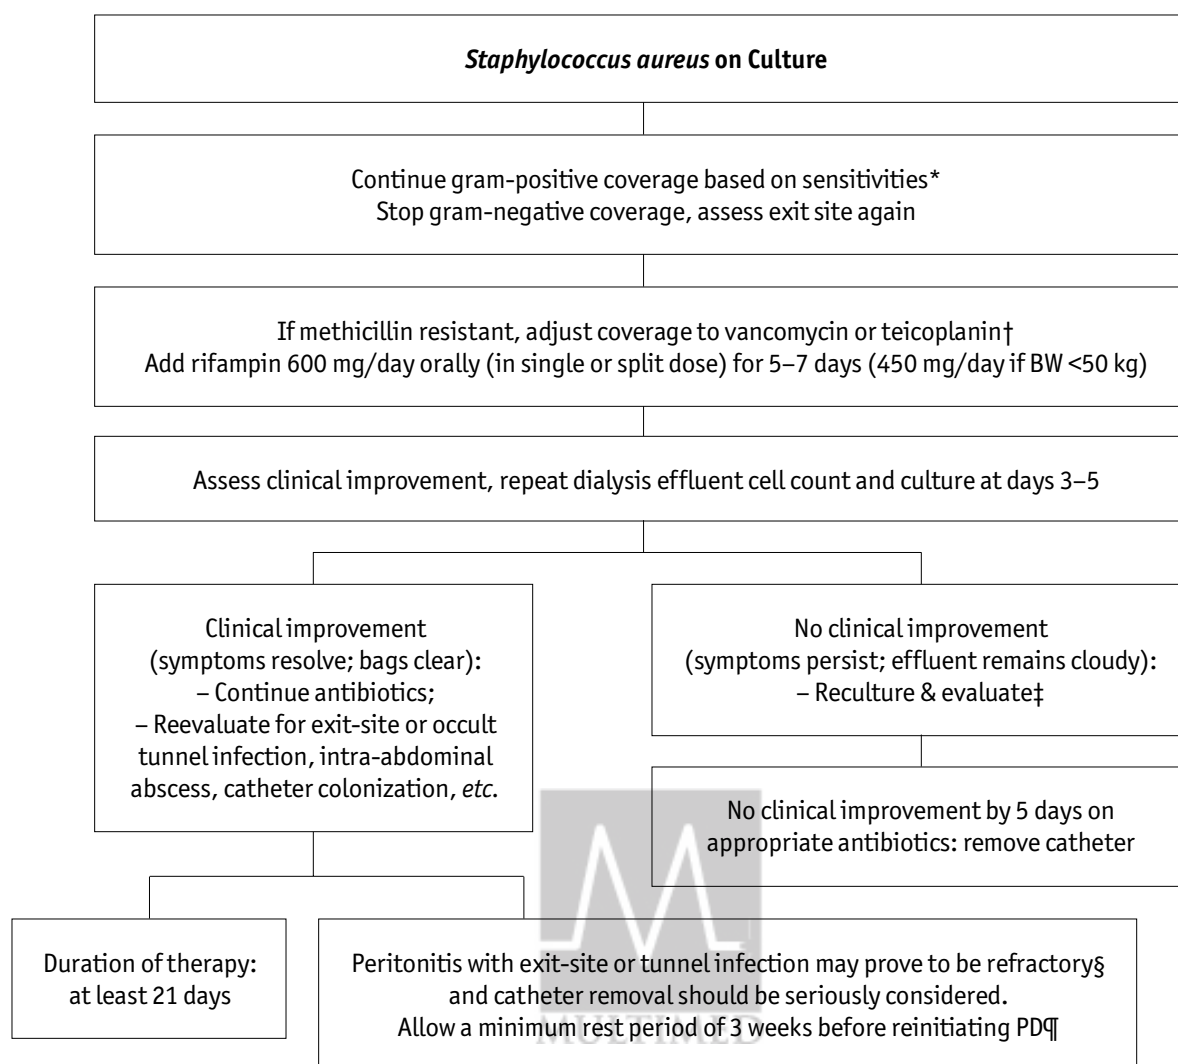 Staphylococcus aureus on Culture
Continue gram-positive coverage based on sensitivities*
Stop gram-negative coverage, assess exit site again
If methicillin resistant, adjust coverage to vancomycin or teicoplanin†
Add rifampin 600 mg/day orally (in single or split dose) for 5–7 days (450 mg/day if BW <50 kg)
Assess clinical improvement, repeat dialysis effluent cell count and culture at days 3–5
Clinical improvement
(symptoms resolve; bags clear):
– Continue antibiotics;
– Reevaluate for exit-site or occult
tunnel infection, intra-abdominal
abscess, catheter colonization, etc.
No clinical improvement
(symptoms persist; effluent remains cloudy):
– Reculture & evaluate‡
No clinical improvement by 5 days on
appropriate antibiotics: remove catheter
Duration of therapy:
at least 21 days
Peritonitis with exit-site or tunnel infection may prove to be refractory§
and catheter removal should be seriously considered.
Allow a minimum rest period of 3 weeks before reinitiating PD¶
MULTIMED